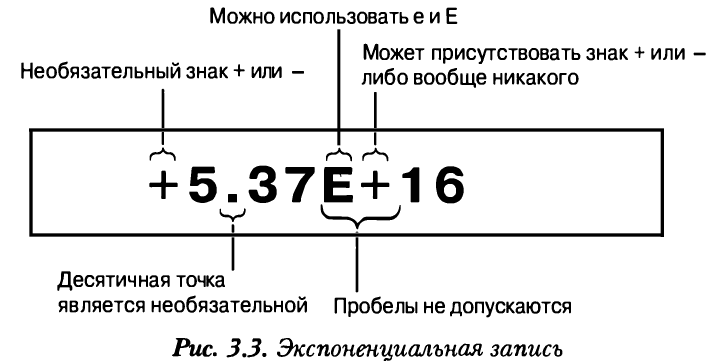 Можно использовать e и E
Необязательный знак + или −
Может присутствовать знак + или −
либо вообще никакого
+5.37E+16
Десятичная точка
является необязательной
Пробелы не допускаются
Рис. 3.3. Экспоненциальная запись